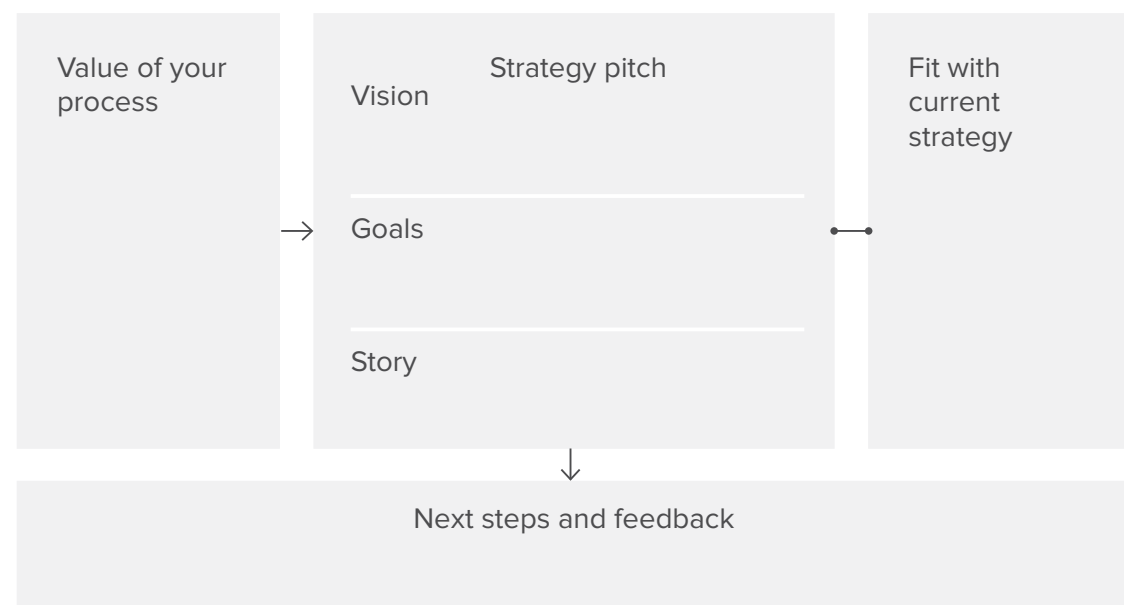 Value of your
process
Strategy pitch
Vision
Goals
Story
Fit with
current
strategy
Next steps and feedback